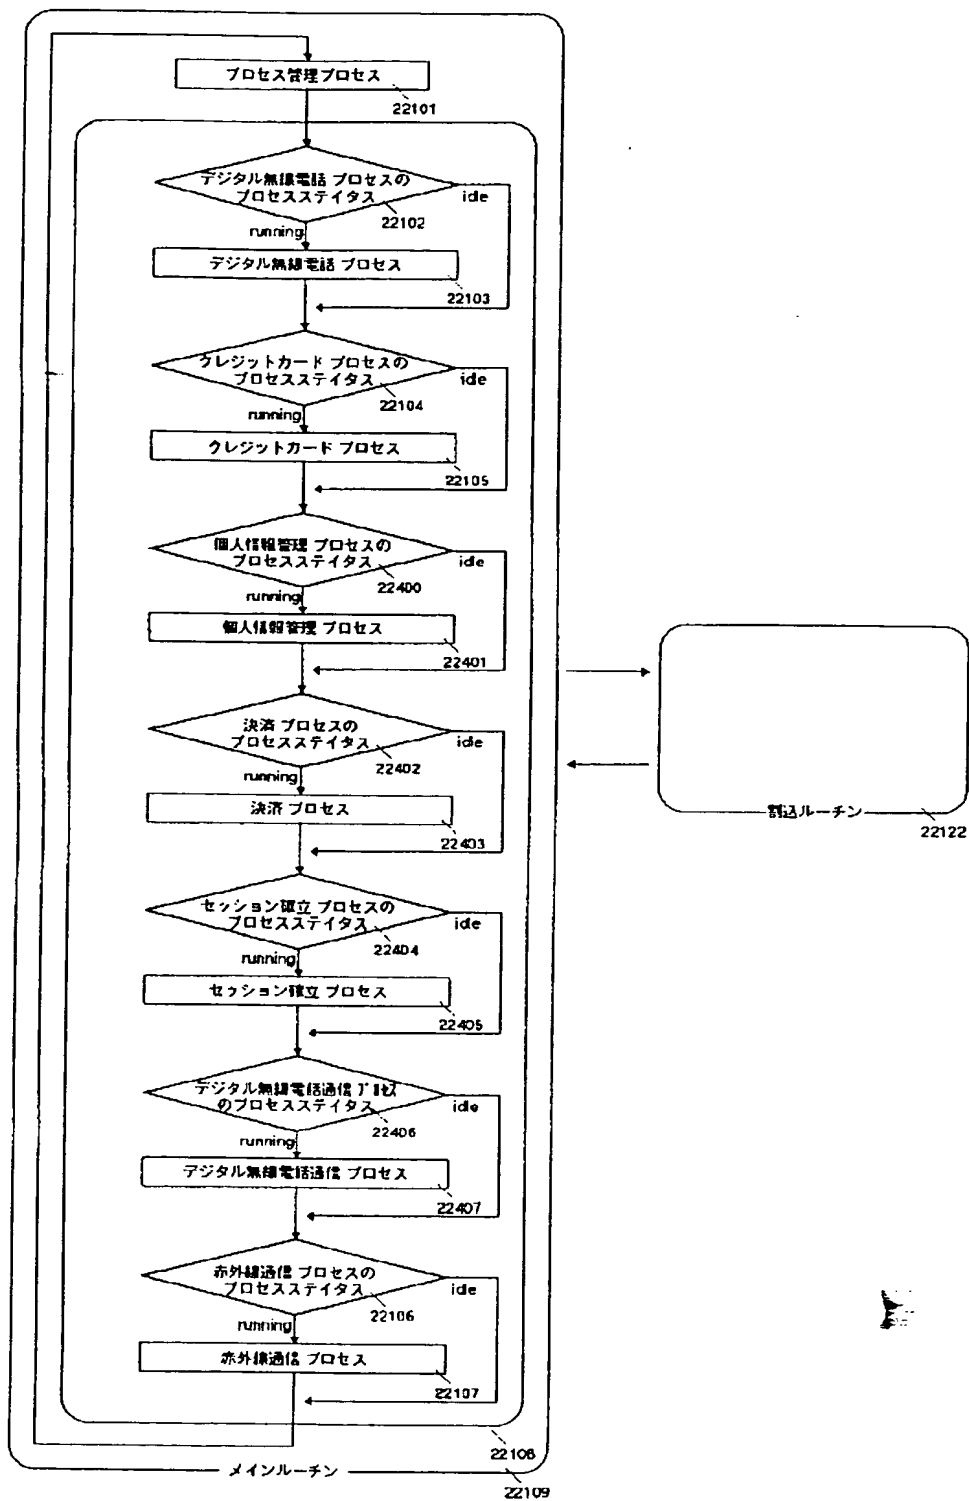 プロセス管理プロセス
22101
デジタル無線電話 プロセスの
プロセスステイタス
22102
idle
running
デジタル無線電話 プロセス
22103
クレジットカード プロセスの
プロセスステイタス
22104
idle
running
クレジットカード プロセス
22105
個人情報管理 プロセスの
プロセスステイタス
22400
idle
running
個人情報管理 プロセス
22401
決済 プロセスの
プロセスステイタス
22402
idle
running
決済 プロセス
22403
割込ルーチン
22122
セッション確立 プロセスの
プロセスステイタス
22404
idle
running
セッション確立 プロセス
22405
デジタル無線電話通信 プロセス
のプロセスステイタス
22406
idle
running
デジタル無線電話通信 プロセス
22407
赤外線通信 プロセスの
プロセスステイタス
22106
idle
running
赤外線通信 プロセス
22107
22108
メインルーチン
22109